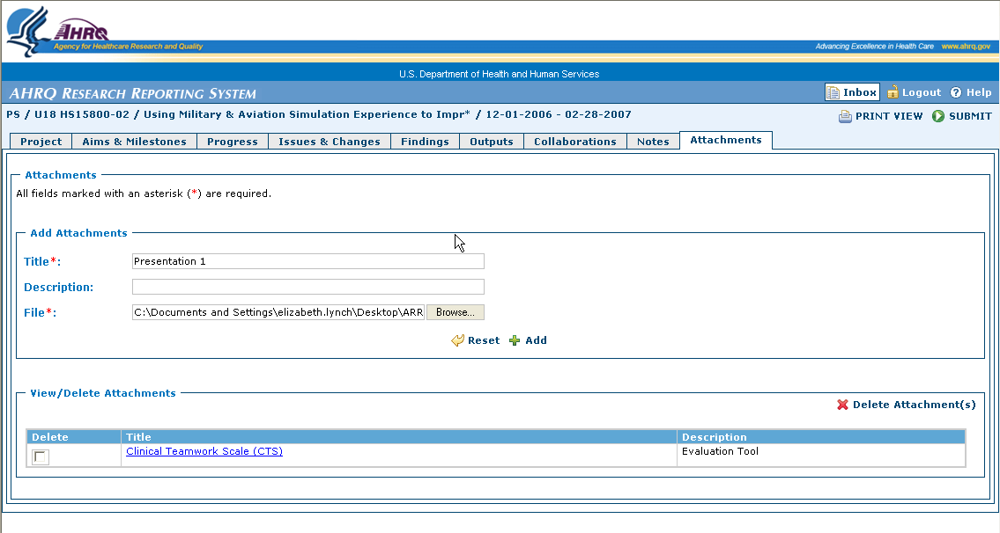 AHRQ
Agency for Healthcare Research and Quality
Advancing Excellence in Health Care www.ahrq.gov
U.S. Department of Health and Human Services
AHRQ RESEARCH REPORTING SYSTEM Inbox Logout ? Help
PS / U18 HS15800-02 / Using Military & Aviation Simulation Experience to Impr* / 12-01-2006 - 02-28-2007 PRINT VIEW SUBMIT
Project Aims & Milestones Progress Issues & Changes Findings Outputs Collaborations Notes Attachments
Attachments
All fields marked with an asterisk (*) are required.
Add Attachments
Title*: Presentation 1
Description:
File*: C:\Documents and Settings\elizabeth.lynch\Desktop\ARR Browse...
Reset Add
View/Delete Attachments
Delete Attachment(s)
Delete Title Description
Clinical Teamwork Scale (CTS) Evaluation Tool